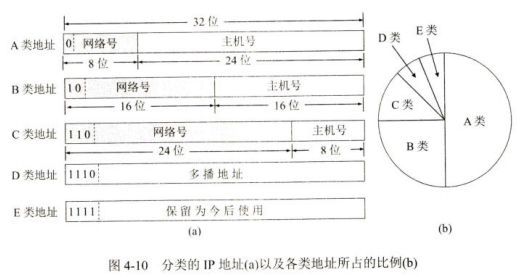 32 位
A 类地址 0 网络号 主机号
8 位 24 位
B 类地址 10 网络号 主机号
16 位 16 位
C 类地址 110 网络号 主机号
24 位 8 位
D 类地址 1110 多播地址
E 类地址 1111 保留为今后使用
(a)
D 类 E 类
C 类 A 类
B 类
(b)
图 4-10 分类的 IP 地址(a)以及各类地址所占的比例(b)